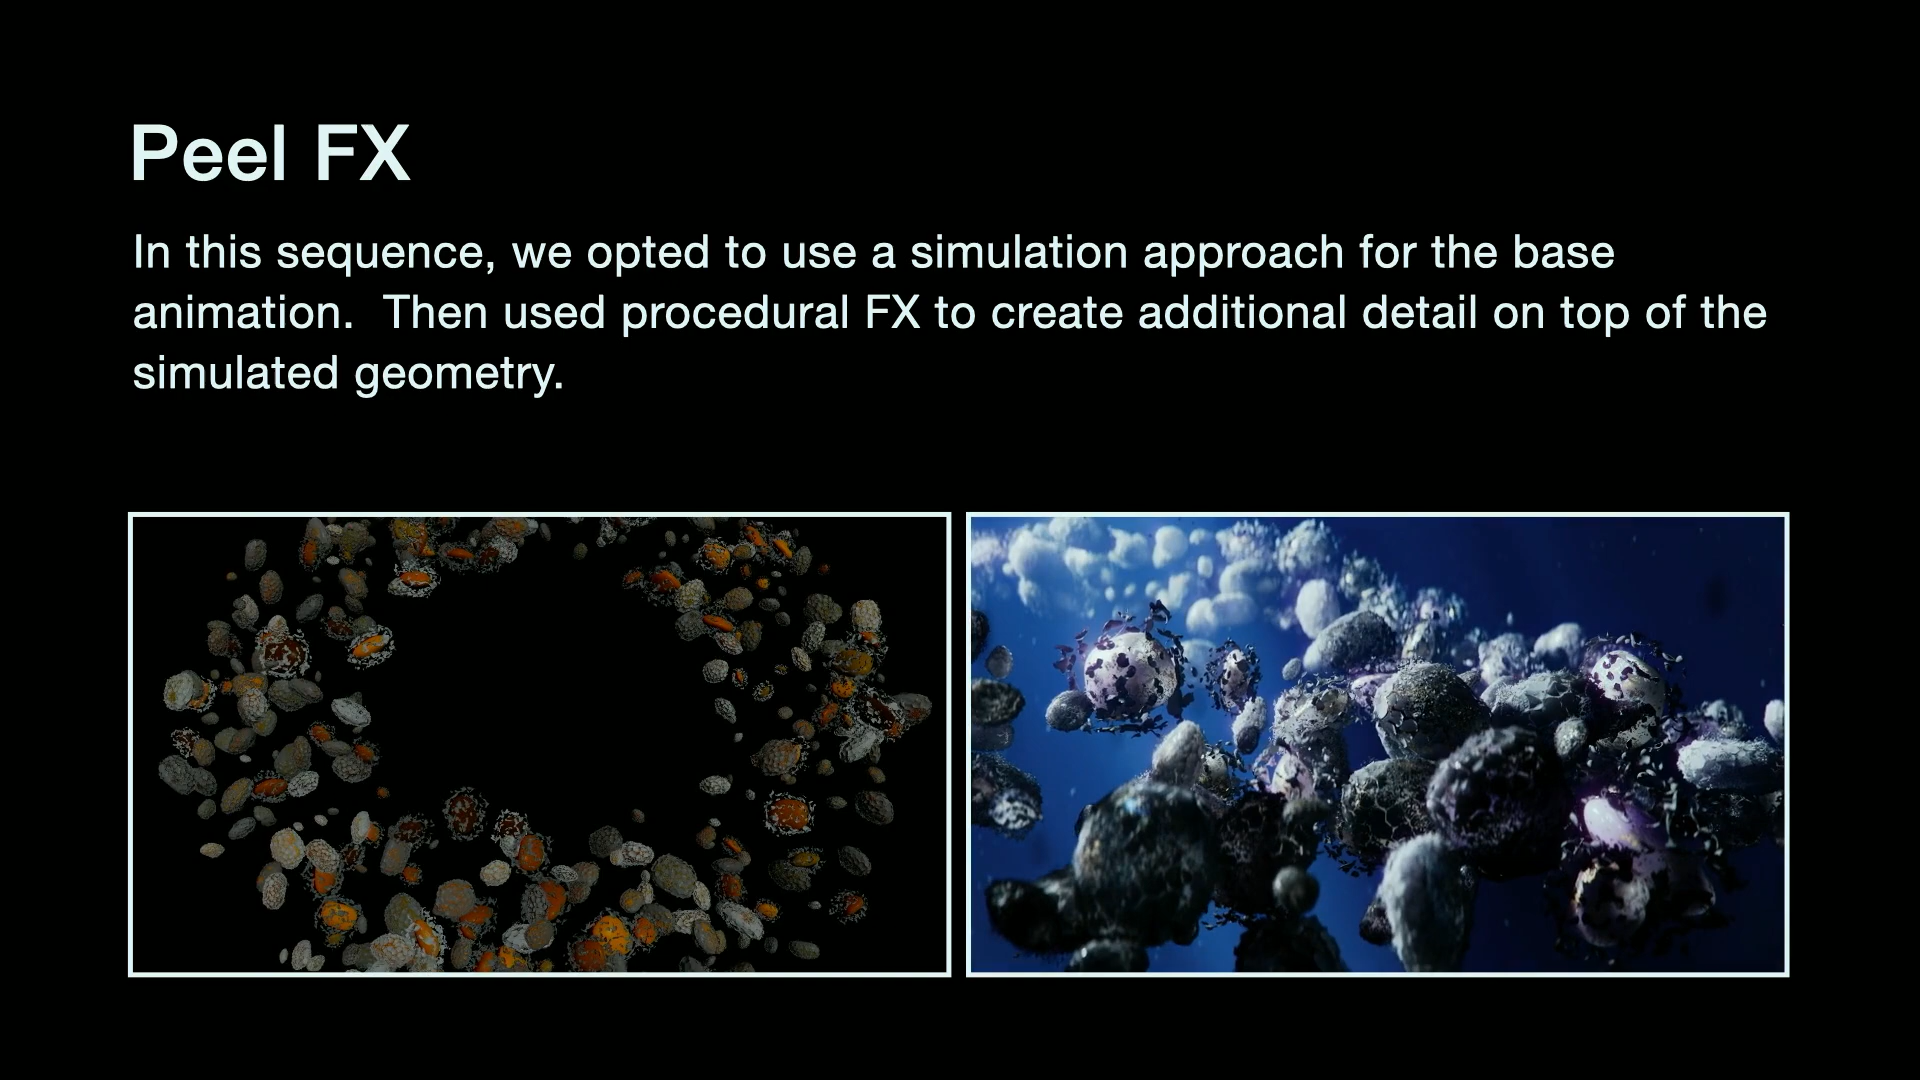 Peel FX
In this sequence, we opted to use a simulation approach for the base
animation.  Then used procedural FX to create additional detail on top of the
simulated geometry.